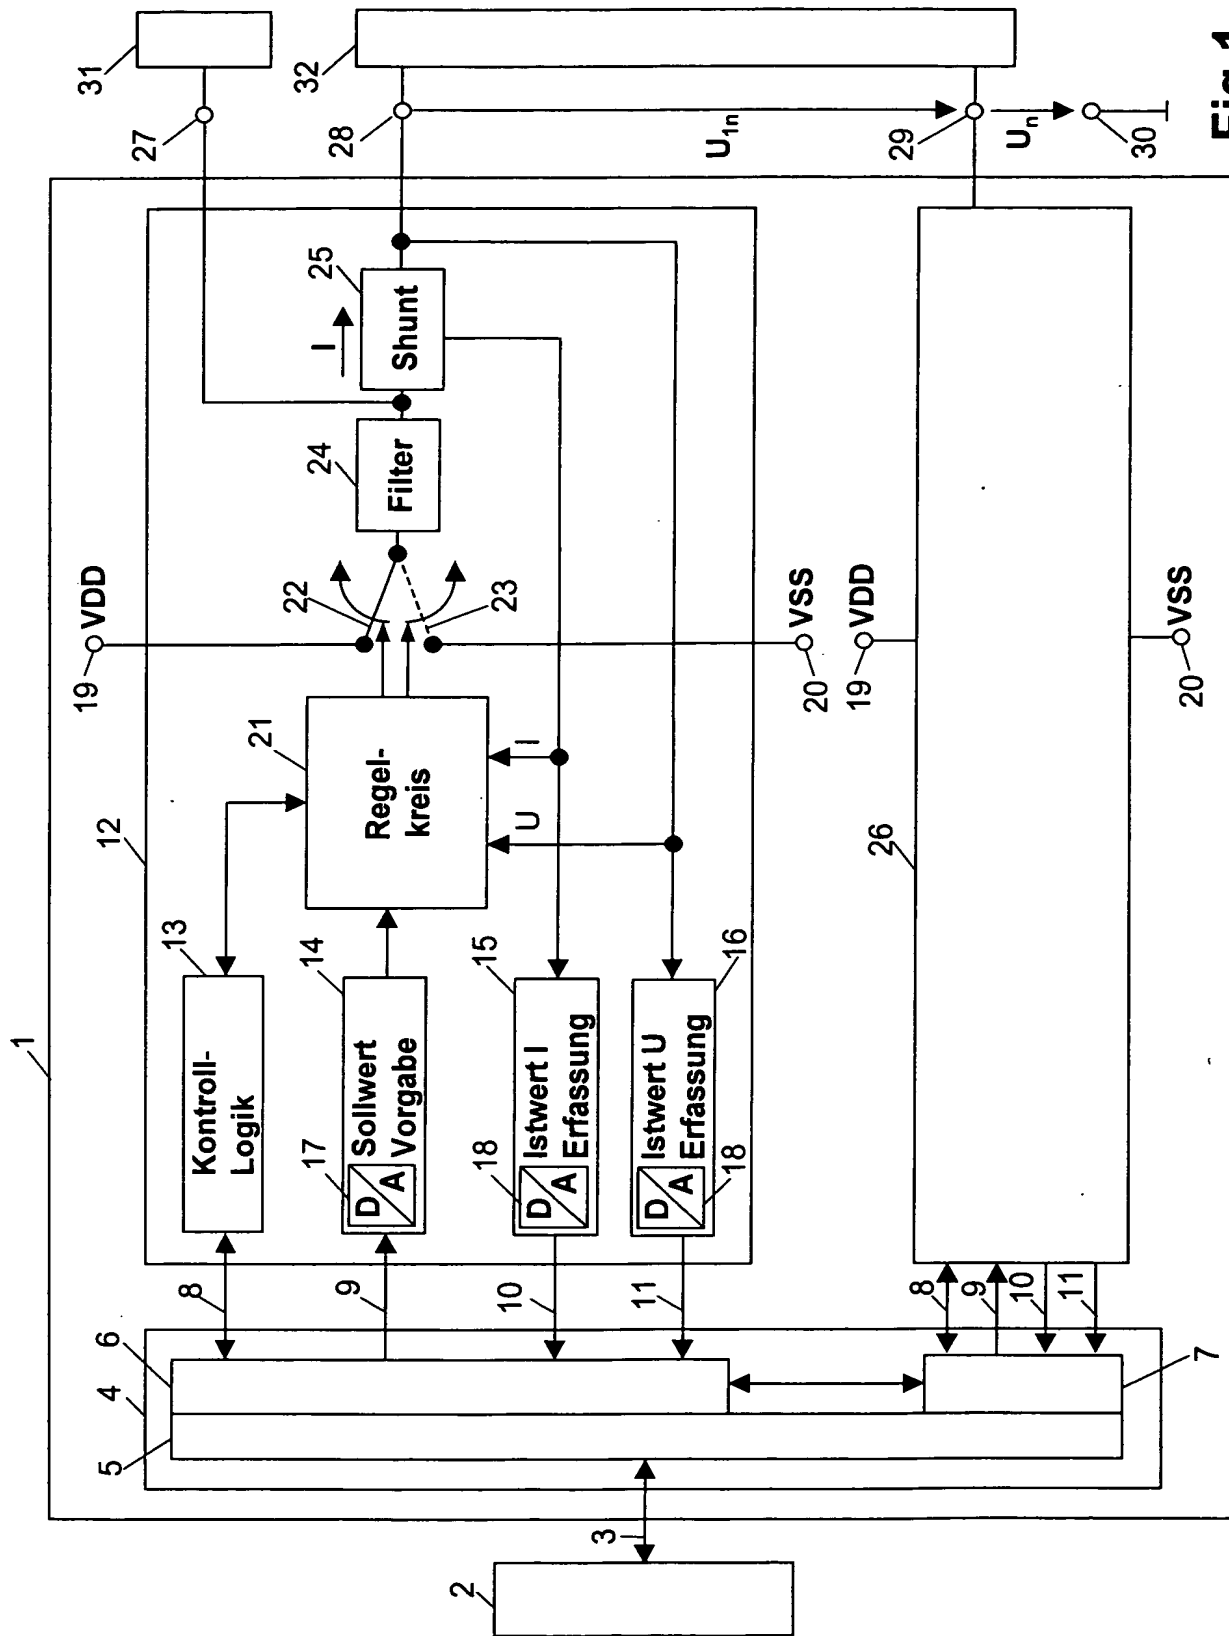 1
19 VDD
5 4 6
12
31
8
13
Kontroll-
Logik
27
21
22
24
25
I
17
D
A
Sollwert
Vorgabe
14
9
Regel-
kreis
Filter
Shunt
32
28
2
23
3
10
18
D
A
Istwert I
Erfassung
15
U
I
11
D
A
18
Istwert U
Erfassung
16
20 VSS
U1n
19 VDD
26
29
8
9
10
11
Un
7
20 VSS
30
Fig.1